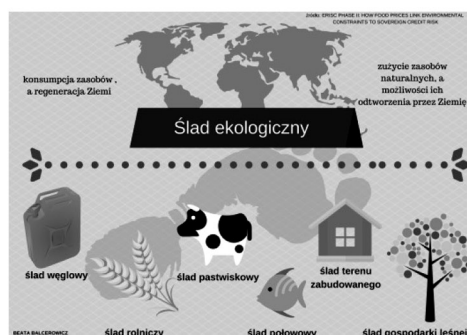 źródło: ERISC PHASE II: HOW FOOD PRICES LINK ENVIRONMENTAL
CONSTRAINTS TO SOVEREIGN CREDIT RISK
konsumpcja zasobów ,
a regeneracja Ziemi
zużycie zasobów
naturalnych, a
możliwości ich
odtworzenia przez Ziemię
Ślad ekologiczny
ślad węglowy
ślad pastwiskowy
ślad terenu
zabudowanego
BEATA BALCEROWICZ
ślad rolniczy
ślad połowowy
ślad gospodarki leśnej